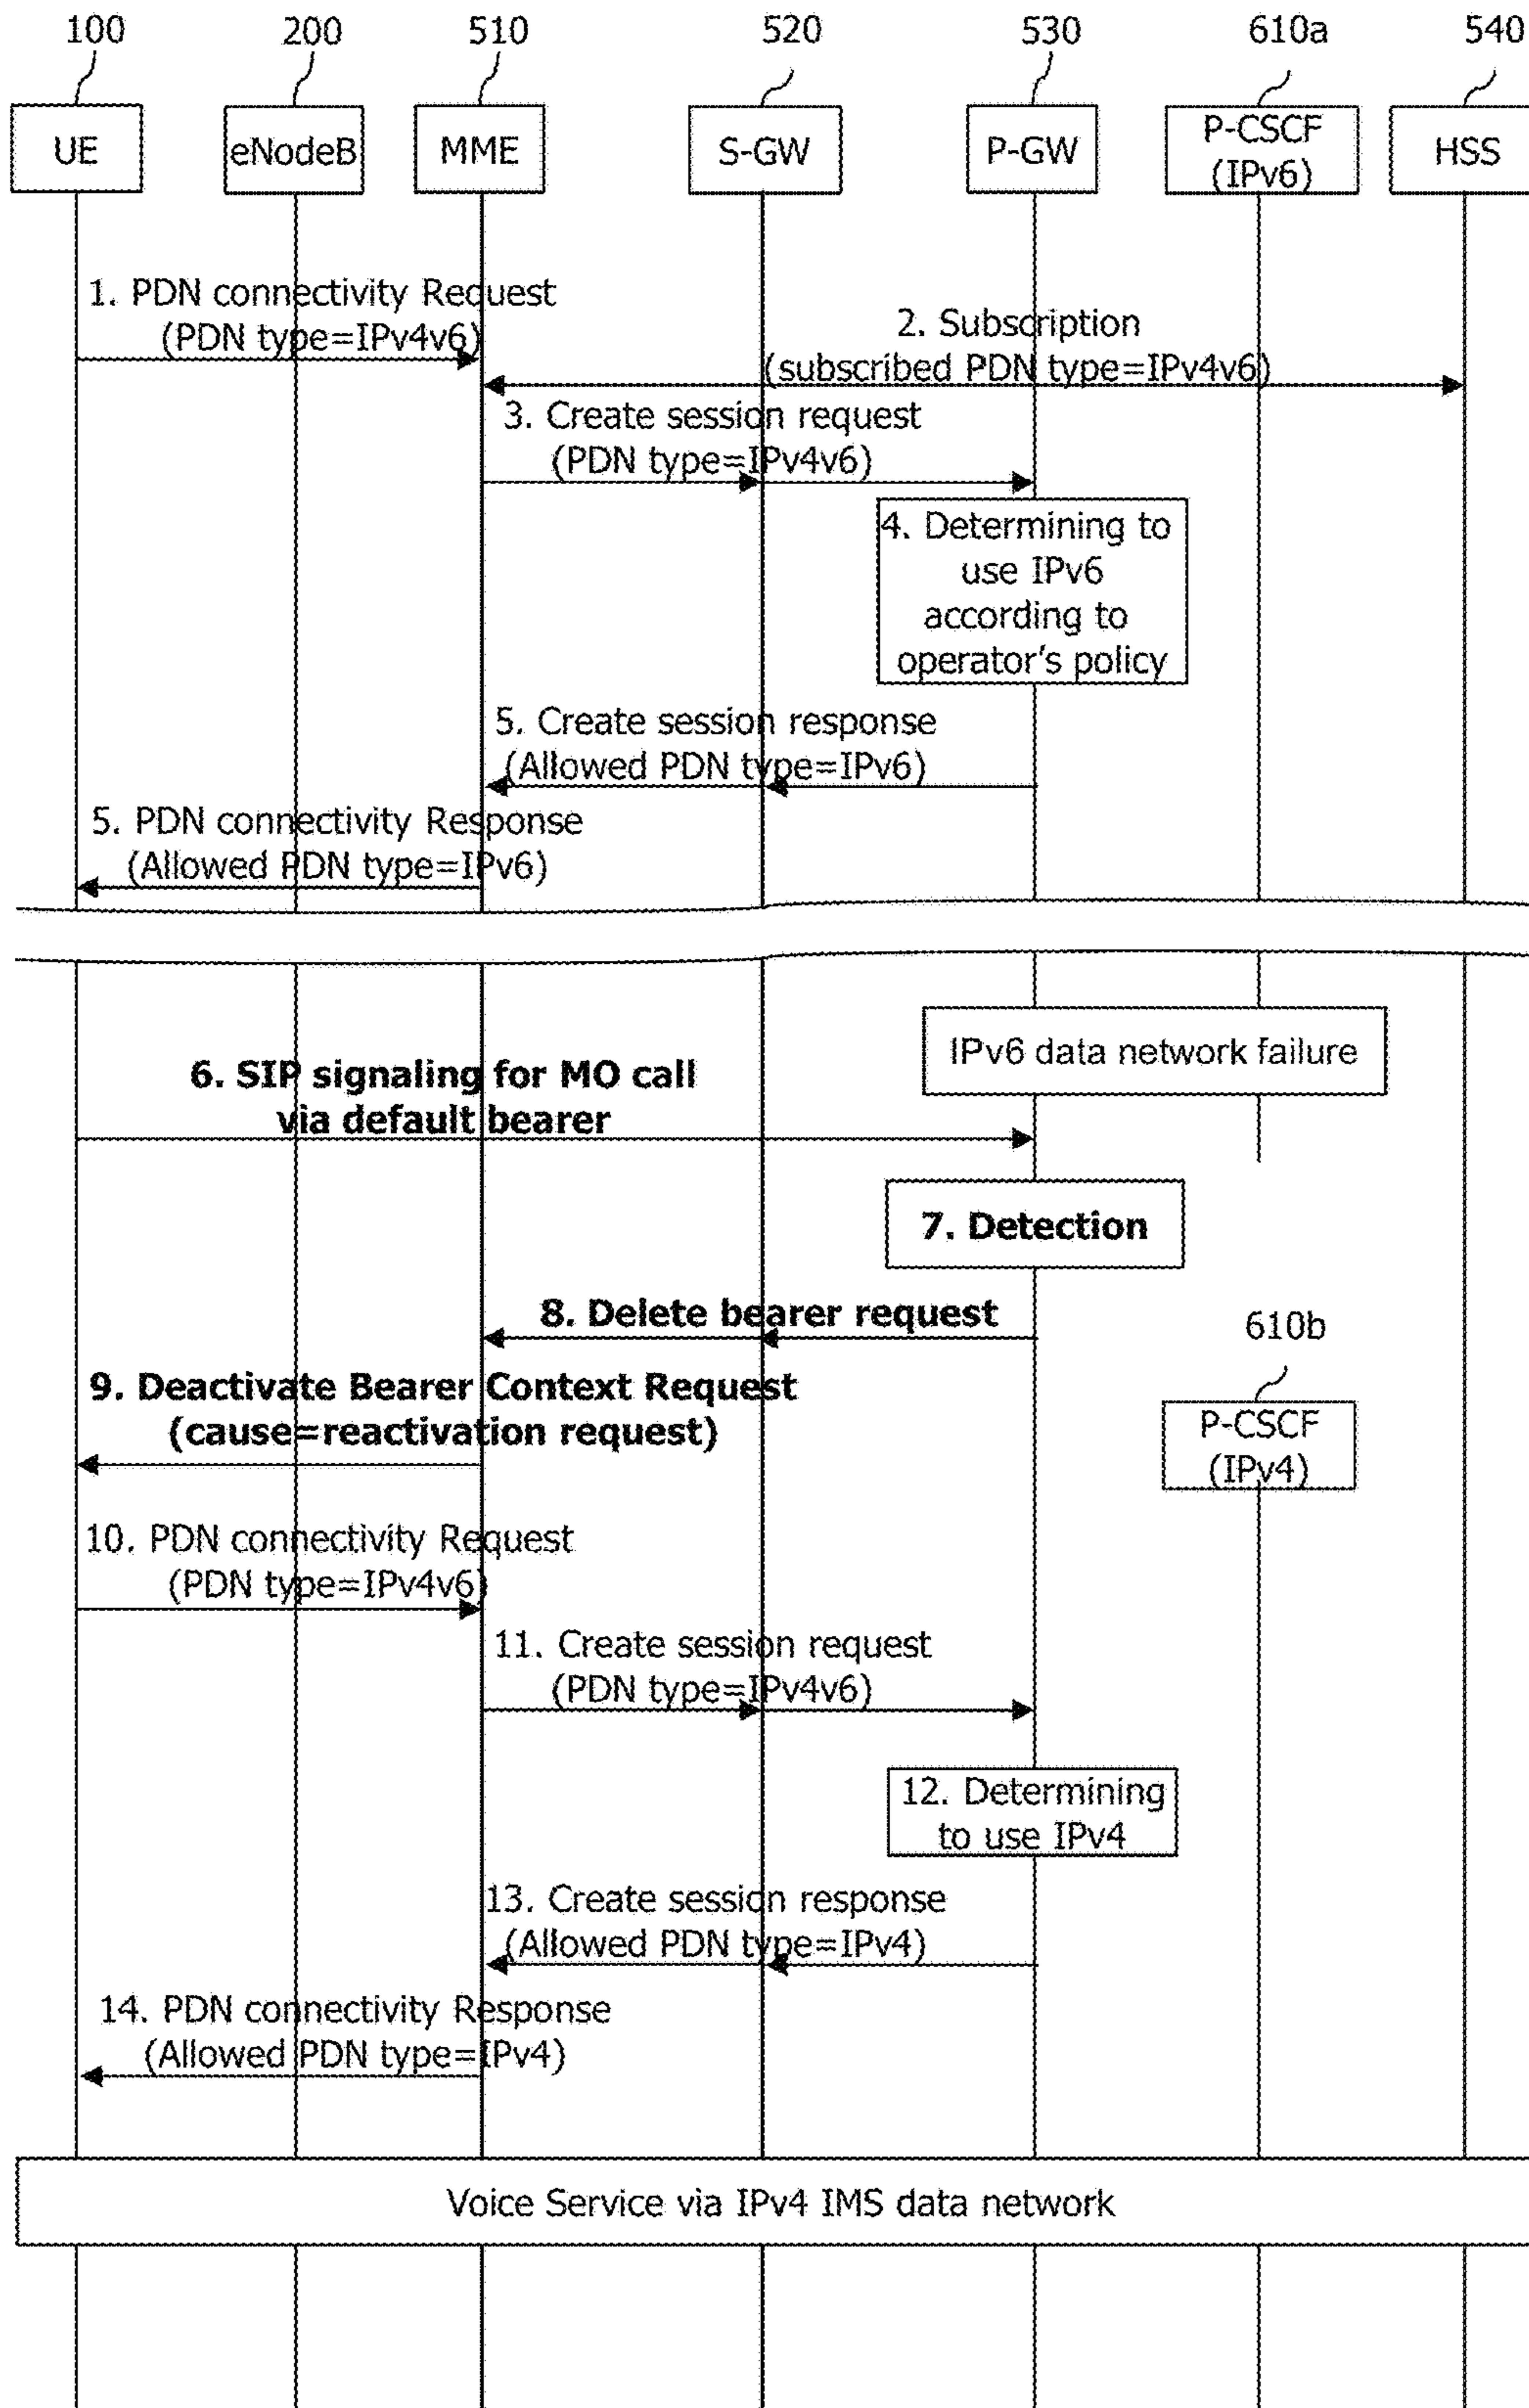 100
200
510
520
530
610a
540
UE
eNodeB
MME
S-GW
P-GW
P-CSCF
(IPv6)
HSS
1. PDN connectivity Request
(PDN type=IPv4v6)
2. Subscription
(subscribed PDN type=IPv4v6)
3. Create session request
(PDN type=IPv4v6)
4. Determining to
use IPv6
according to
operator's policy
5. Create session response
(Allowed PDN type=IPv6)
5. PDN connectivity Response
(Allowed PDN type=IPv6)
IPv6 data network failure
6. SIP signaling for MO call
via default bearer
7. Detection
8. Delete bearer request
610b
P-CSCF
(IPv4)
9. Deactivate Bearer Context Request
(cause=reactivation request)
10. PDN connectivity Request
(PDN type=IPv4v6)
11. Create session request
(PDN type=IPv4v6)
12. Determining
to use IPv4
13. Create session response
(Allowed PDN type=IPv4)
14. PDN connectivity Response
(Allowed PDN type=IPv4)
Voice Service via IPv4 IMS data network